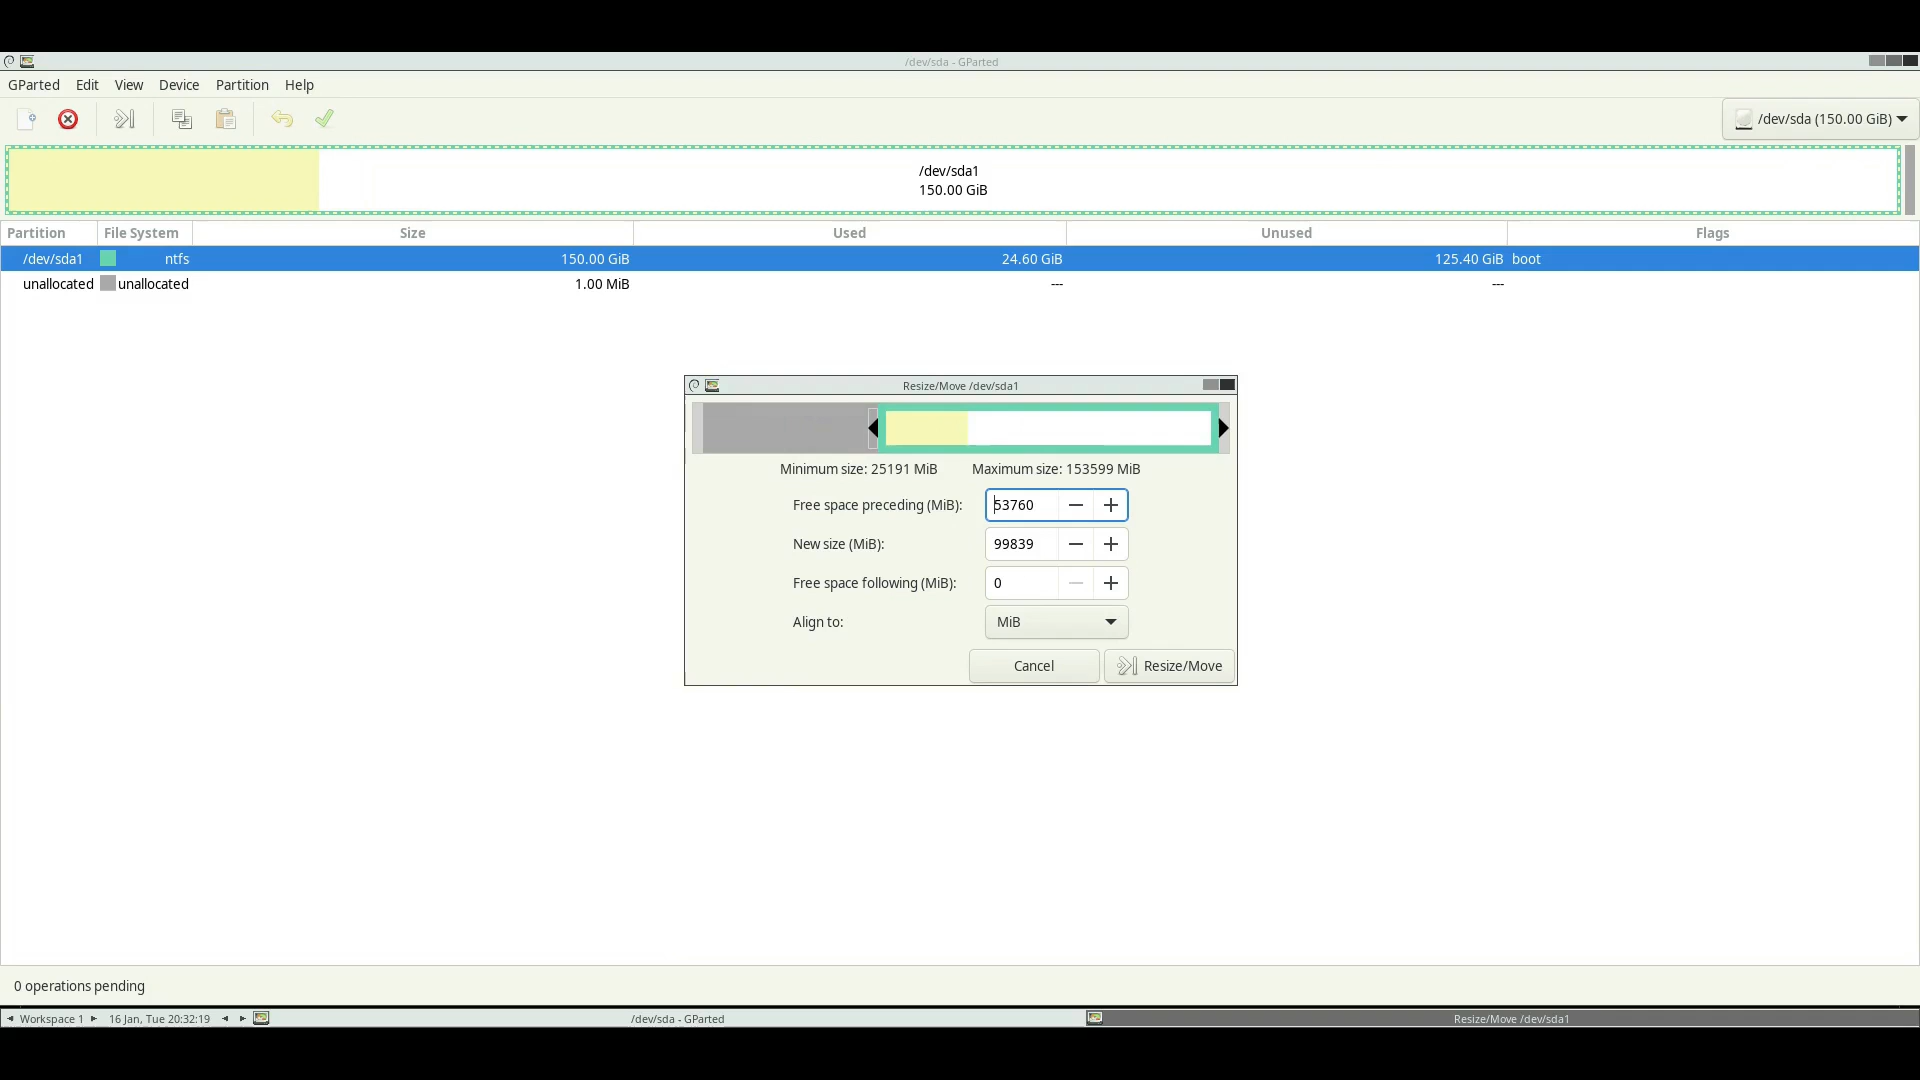 /dev/sda - GParted
GParted Edit View Device Partition Help
/dev/sda (150.00 GiB)
/dev/sda1
150.00 GiB
Partition File System Size Used Unused Flags
/dev/sda1 ntfs 150.00 GiB 24.60 GiB 125.40 GiB boot
unallocated unallocated 1.00 MiB --- ---
Resize/Move /dev/sda1
Minimum size: 25191 MiB Maximum size: 153599 MiB
Free space preceding (MiB): 53760
New size (MiB): 99839
Free space following (MiB): 0
Align to: MiB
Cancel Resize/Move
0 operations pending
Workspace 1 16 Jan, Tue 20:32:19 /dev/sda - GParted Resize/Move /dev/sda1